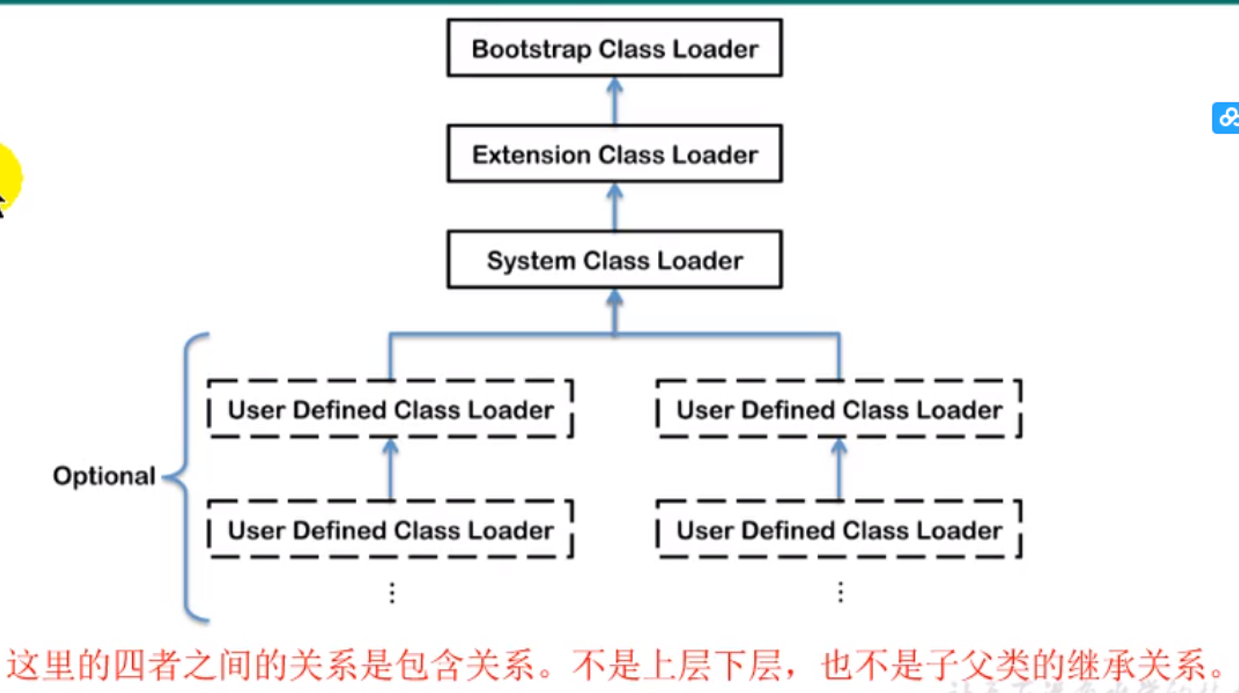 Bootstrap Class Loader
Extension Class Loader
System Class Loader
User Defined Class Loader
User Defined Class Loader
Optional
User Defined Class Loader
User Defined Class Loader
⋮
⋮
这里的四者之间的关系是包含关系。不是上层下层，也不是子父类的继承关系。